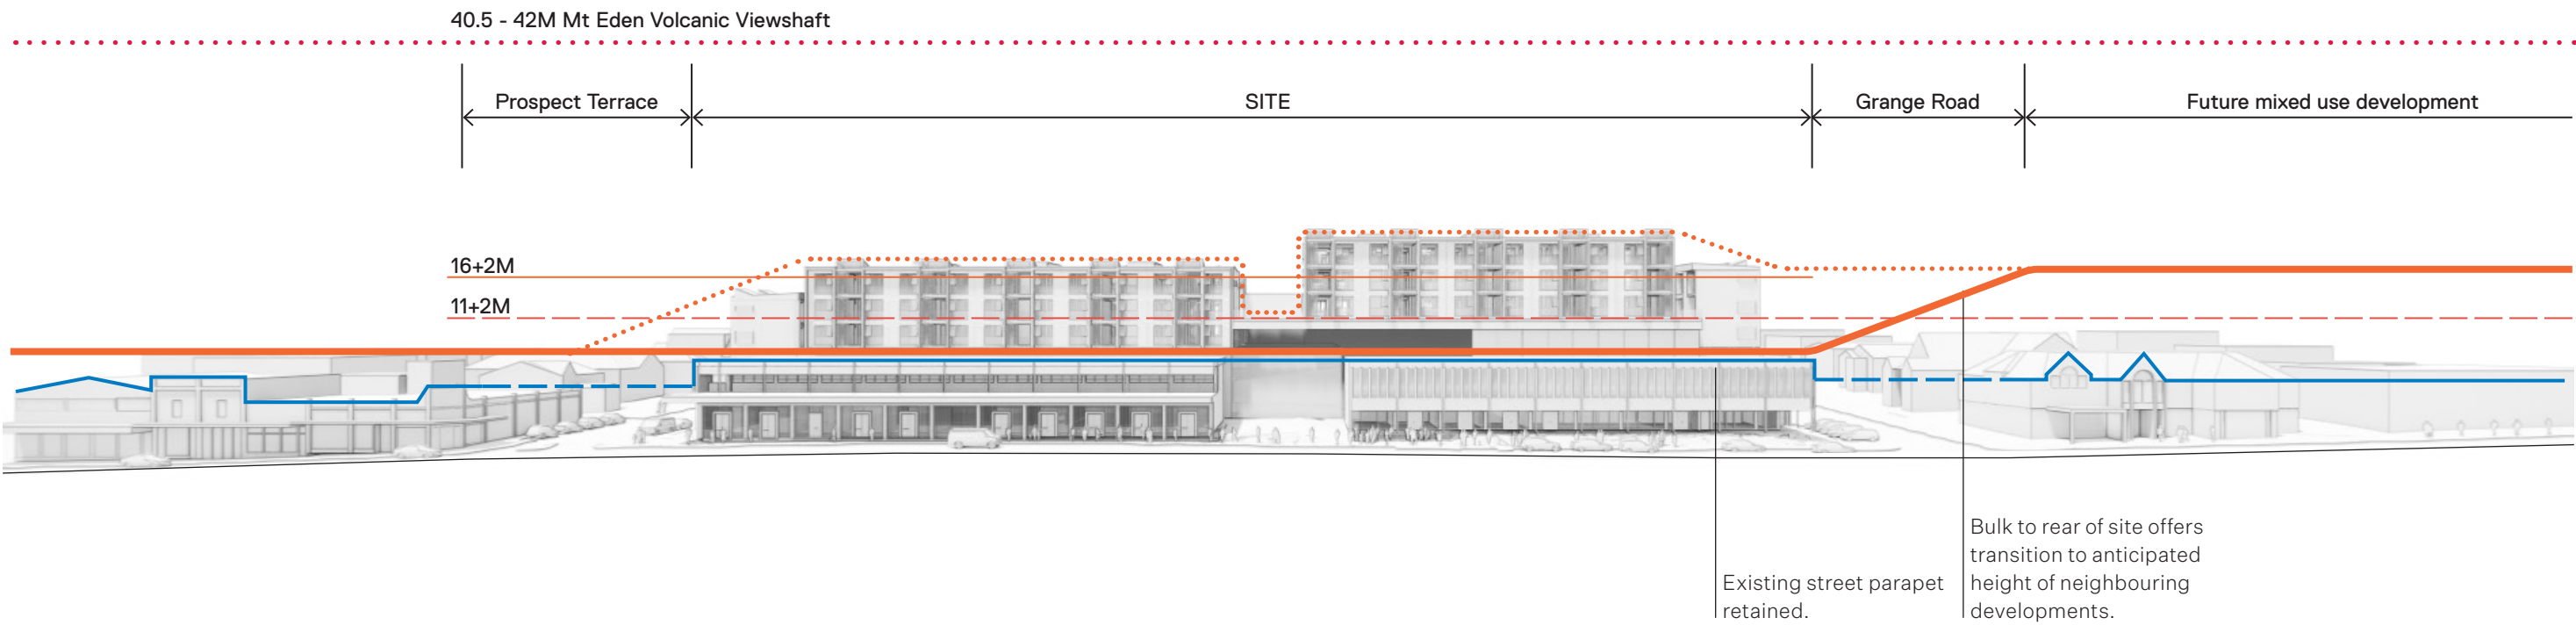 40.5 - 42M Mt Eden Volcanic Viewshaft
Prospect Terrace
SITE
Grange Road
Future mixed use development
16+2M
11+2M
Existing street parapet
retained.
Bulk to rear of site offers
transition to anticipated
height of neighbouring
developments.